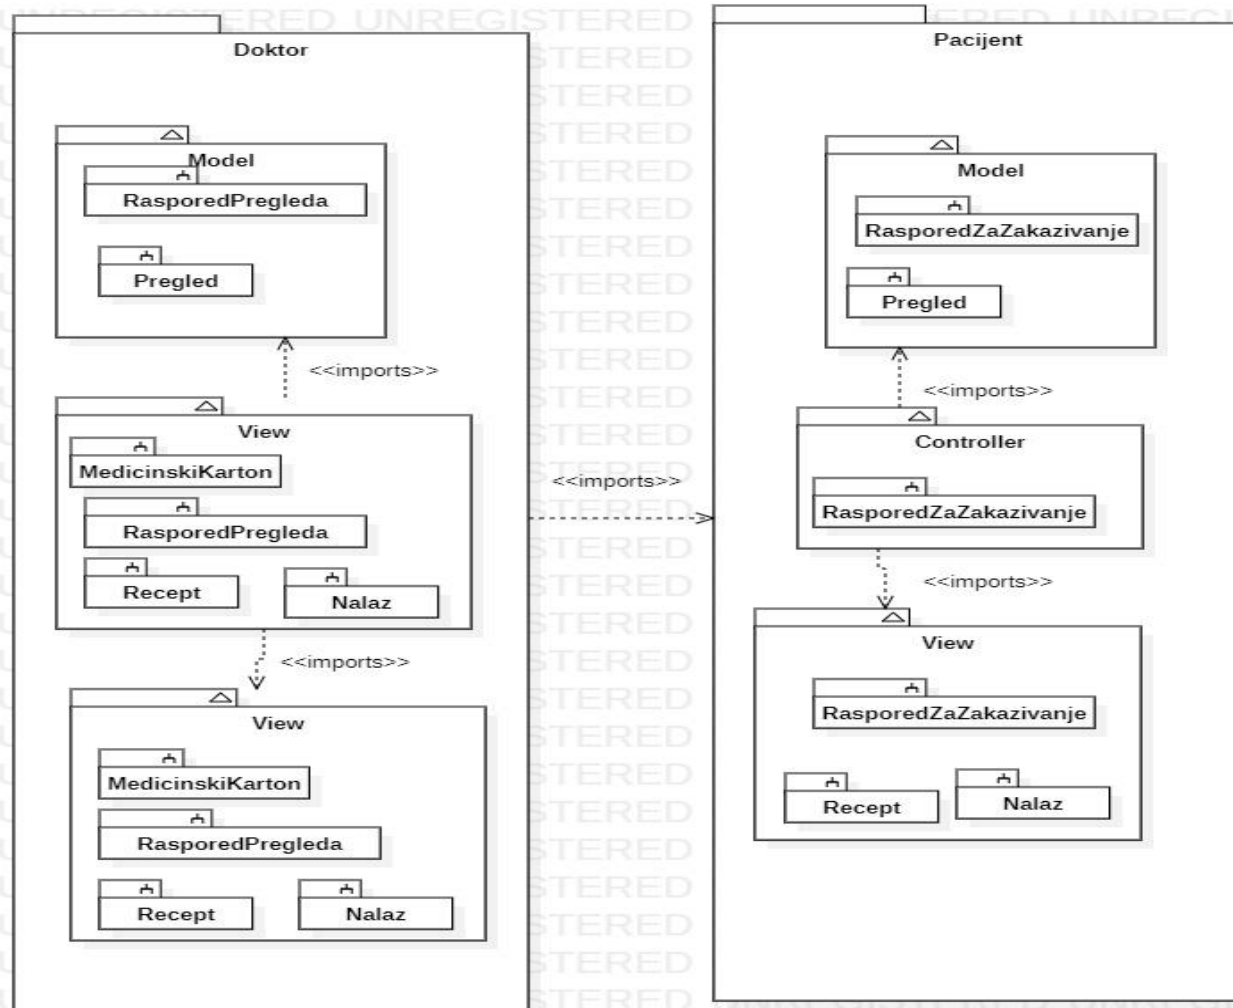 UNREGISTERED UNREGISTERED
Doktor
Model
RasporedPregleda
Pregled
<<imports>>
View
MedicinskiKarton
RasporedPregleda
Recept
Nalaz
<<imports>>
View
MedicinskiKarton
RasporedPregleda
Recept
Nalaz
<<imports>>
Pacijent
Model
RasporedZaZakazivanje
Pregled
<<imports>>
Controller
RasporedZaZakazivanje
<<imports>>
View
RasporedZaZakazivanje
Recept
Nalaz